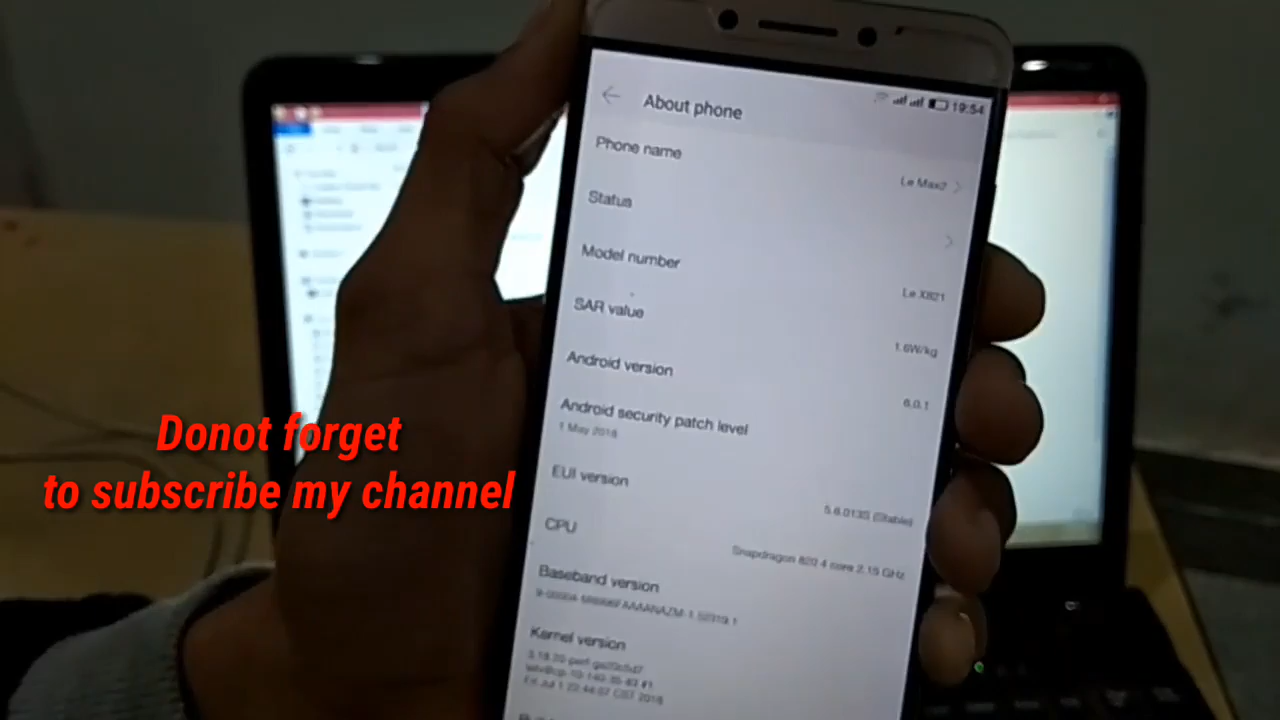 About phone
19:54
Phone name
Le Max2
Status
Model number
Le X821
SAR value
1.6W/kg
Android version
6.0.1
Android security patch level
1 May 2016
EUI version
5.8.013S (Stable)
CPU
Snapdragon 820 4 core 2.15 GHz
Baseband version
Kernel version
Donot forget
to subscribe my channel